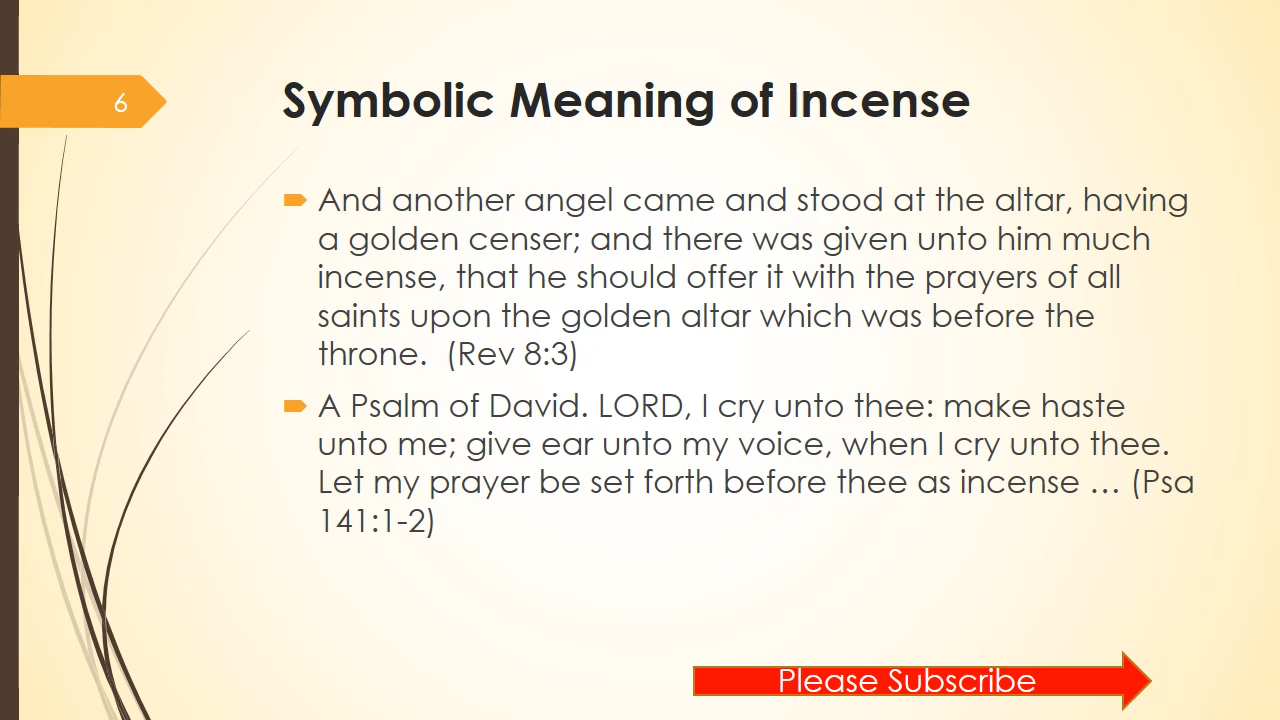 6
Symbolic Meaning of Incense
And another angel came and stood at the altar, having
a golden censer; and there was given unto him much
incense, that he should offer it with the prayers of all
saints upon the golden altar which was before the
throne.  (Rev 8:3)
A Psalm of David. LORD, I cry unto thee: make haste
unto me; give ear unto my voice, when I cry unto thee.
Let my prayer be set forth before thee as incense … (Psa
141:1-2)
Please Subscribe